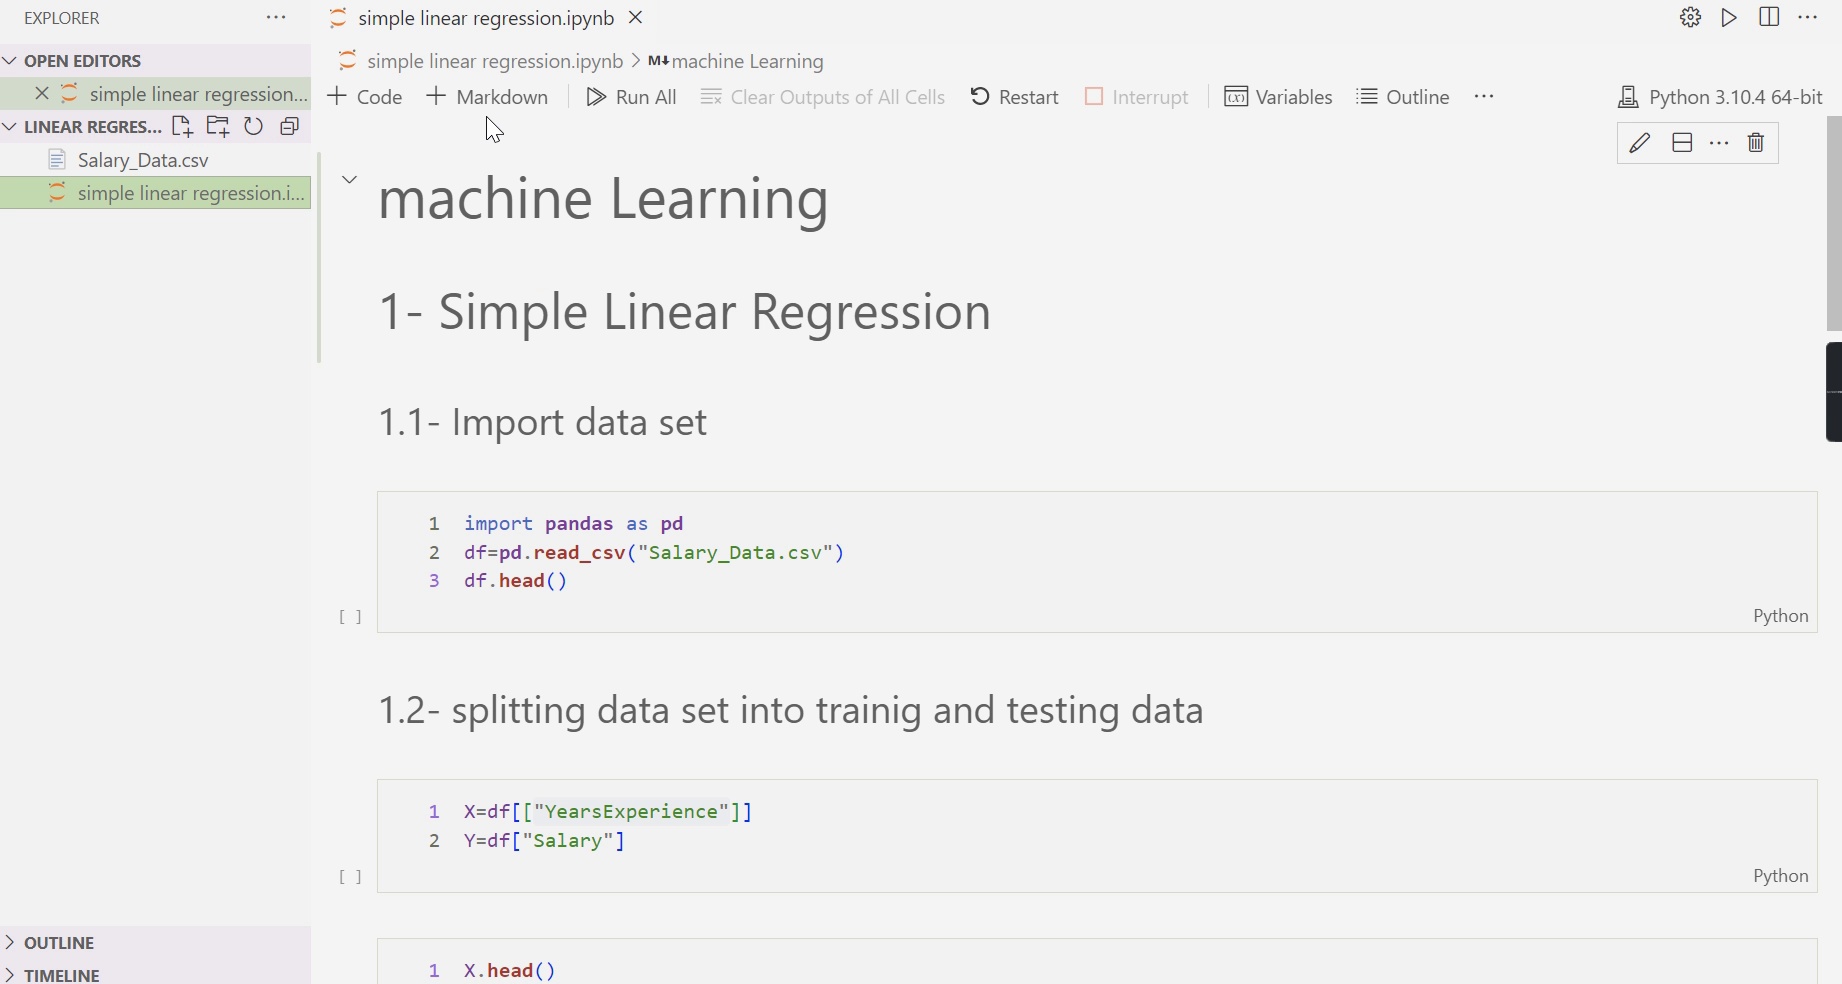 EXPLORER
simple linear regression.ipynb
OPEN EDITORS
simple linear regression...
LINEAR REGRES...
Salary_Data.csv
simple linear regression.i...
OUTLINE
TIMELINE
simple linear regression.ipynb > M↓ machine Learning
+ Code + Markdown Run All Clear Outputs of All Cells Restart Interrupt (x) Variables Outline ... Python 3.10.4 64-bit
machine Learning
1- Simple Linear Regression
1.1- Import data set
1 import pandas as pd
2 df=pd.read_csv("Salary_Data.csv")
3 df.head()
[ ]
Python
1.2- splitting data set into trainig and testing data
1 X=df[["YearsExperience"]]
2 Y=df["Salary"]
[ ]
Python
1 X.head()